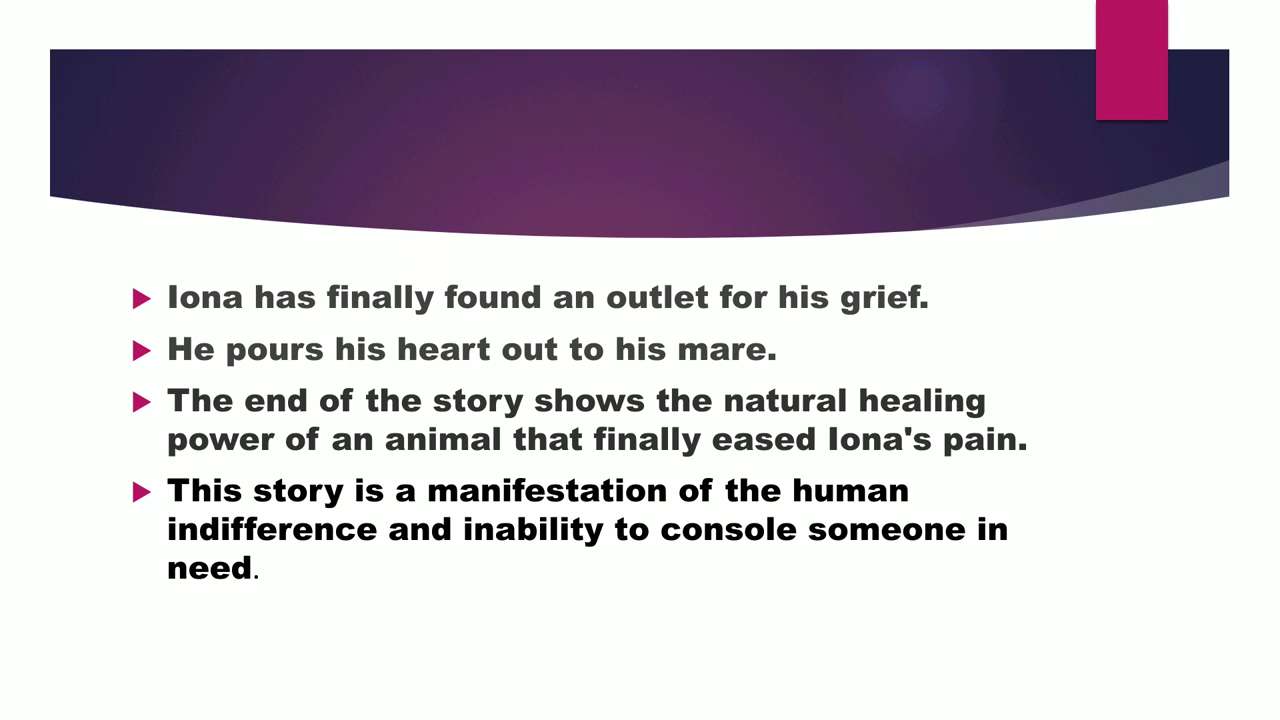 Iona has finally found an outlet for his grief.
He pours his heart out to his mare.
The end of the story shows the natural healing
power of an animal that finally eased Iona's pain.
This story is a manifestation of the human
indifference and inability to console someone in
need.